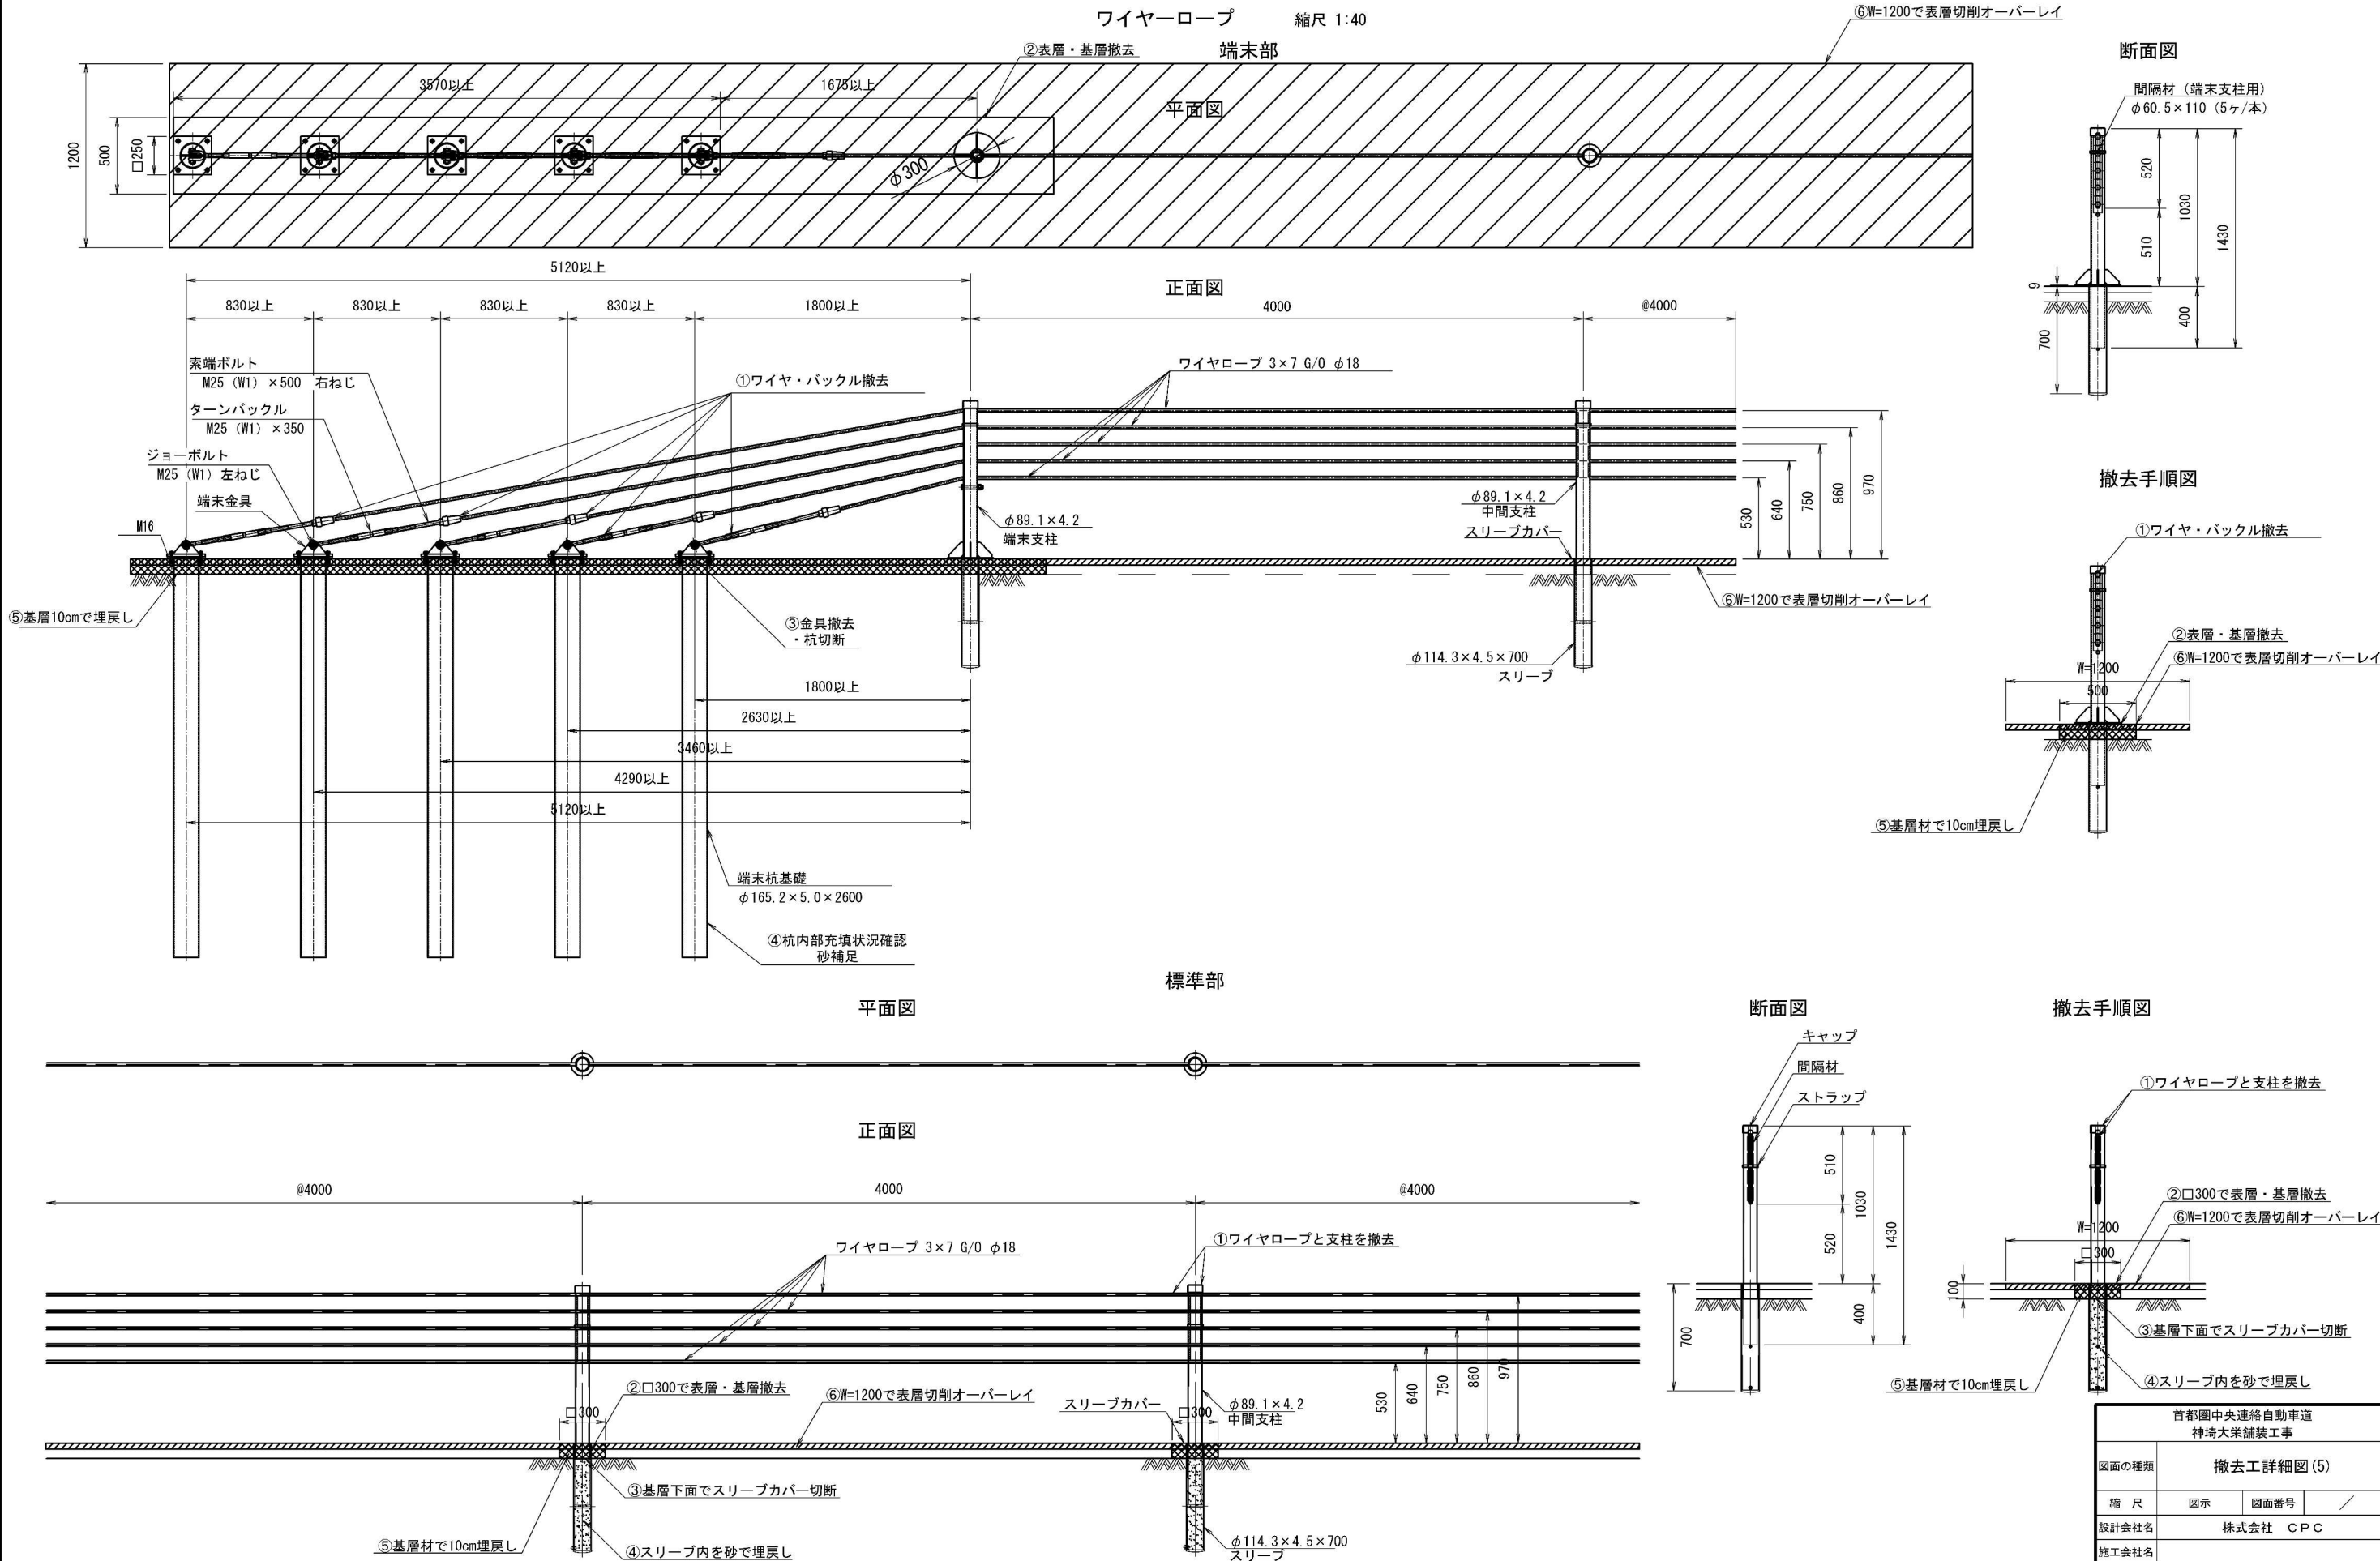 ワイヤーロープ 縮尺 1:40
端末部
⑥W=1200で表層切削オーバーレイ
②表層・基層撤去
平面図
3570以上
1675以上
1200
500
□250
φ300
断面図
間隔材（端末支柱用）
φ60.5×110（5ヶ/本）
520
1030
1430
510
9
400
700
正面図
5120以上
830以上
830以上
830以上
830以上
1800以上
4000
@4000
索端ボルト
M25（W1）×500 右ねじ
ターンバックル
M25（W1）×350
ジョーボルト
M25（W1）左ねじ
端末金具
M16
①ワイヤ・バックル撤去
ワイヤロープ 3×7 G/O φ18
φ89.1×4.2
端末支柱
φ89.1×4.2
中間支柱
スリーブカバー
530
640
750
860
970
⑤基層10cmで埋戻し
③金具撤去
・杭切断
⑥W=1200で表層切削オーバーレイ
φ114.3×4.5×700
スリーブ
1800以上
2630以上
3460以上
4290以上
5120以上
端末杭基礎
φ165.2×5.0×2600
④杭内部充填状況確認
砂補足
撤去手順図
①ワイヤ・バックル撤去
②表層・基層撤去
⑥W=1200で表層切削オーバーレイ
W=1200
500
⑤基層材で10cm埋戻し
標準部
平面図
正面図
@4000
4000
@4000
ワイヤロープ 3×7 G/O φ18
①ワイヤロープと支柱を撤去
②□300で表層・基層撤去
⑥W=1200で表層切削オーバーレイ
□300
スリーブカバー
□300
φ89.1×4.2
中間支柱
530
640
750
860
970
③基層下面でスリーブカバー切断
⑤基層材で10cm埋戻し
④スリーブ内を砂で埋戻し
φ114.3×4.5×700
スリーブ
断面図
キャップ
間隔材
ストラップ
510
1030
1430
520
400
700
撤去手順図
①ワイヤロープと支柱を撤去
②□300で表層・基層撤去
⑥W=1200で表層切削オーバーレイ
W=1200
□300
100
③基層下面でスリーブカバー切断
④スリーブ内を砂で埋戻し
⑤基層材で10cm埋戻し
首都圏中央連絡自動車道
神埼大栄舗装工事
図面の種類 撤去工詳細図(5)
縮 尺 図示 図面番号 ／
設計会社名 株式会社 ＣＰＣ
施工会社名